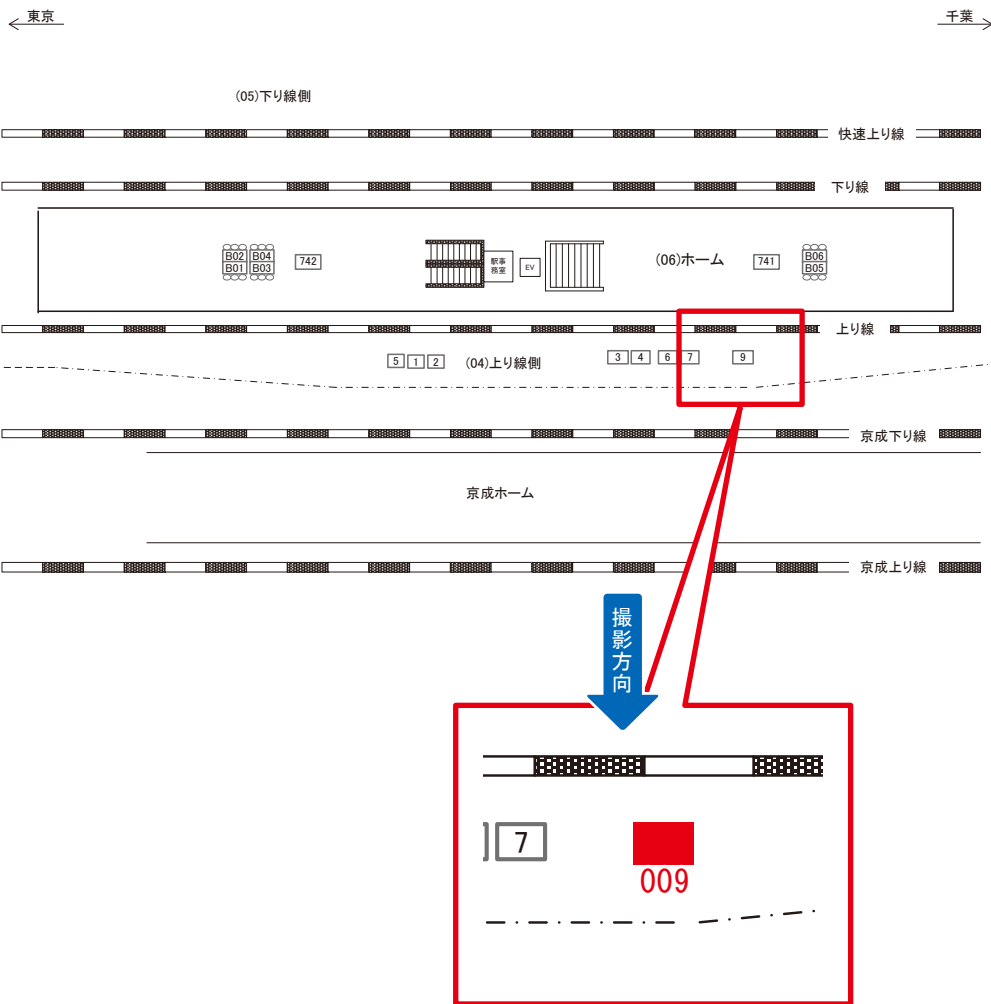 東京
千葉
(05)下り線側
快速上り線
下り線
B02 B04
B01 B03
742
駅事
務室
EV
(06)ホーム
741
B06
B05
上り線
5 1 2
(04)上り線側
3 4 6 7 9
京成下り線
京成ホーム
京成上り線
撮影方向
7
009